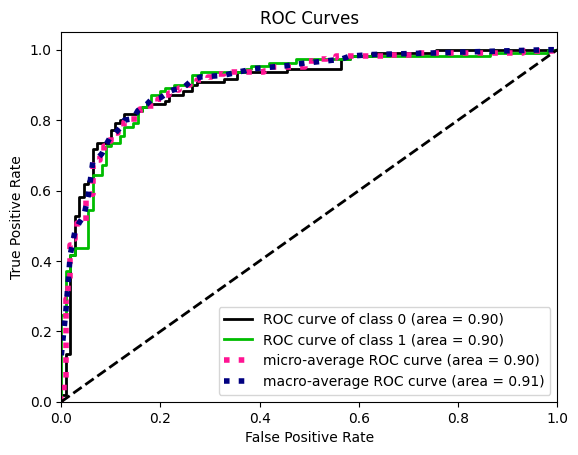 ROC Curves
True Positive Rate
1.0
0.8
0.6
0.4
0.2
0.0
ROC curve of class 0 (area = 0.90)
ROC curve of class 1 (area = 0.90)
micro-average ROC curve (area = 0.90)
macro-average ROC curve (area = 0.91)
0.0 0.2 0.4 0.6 0.8 1.0
False Positive Rate